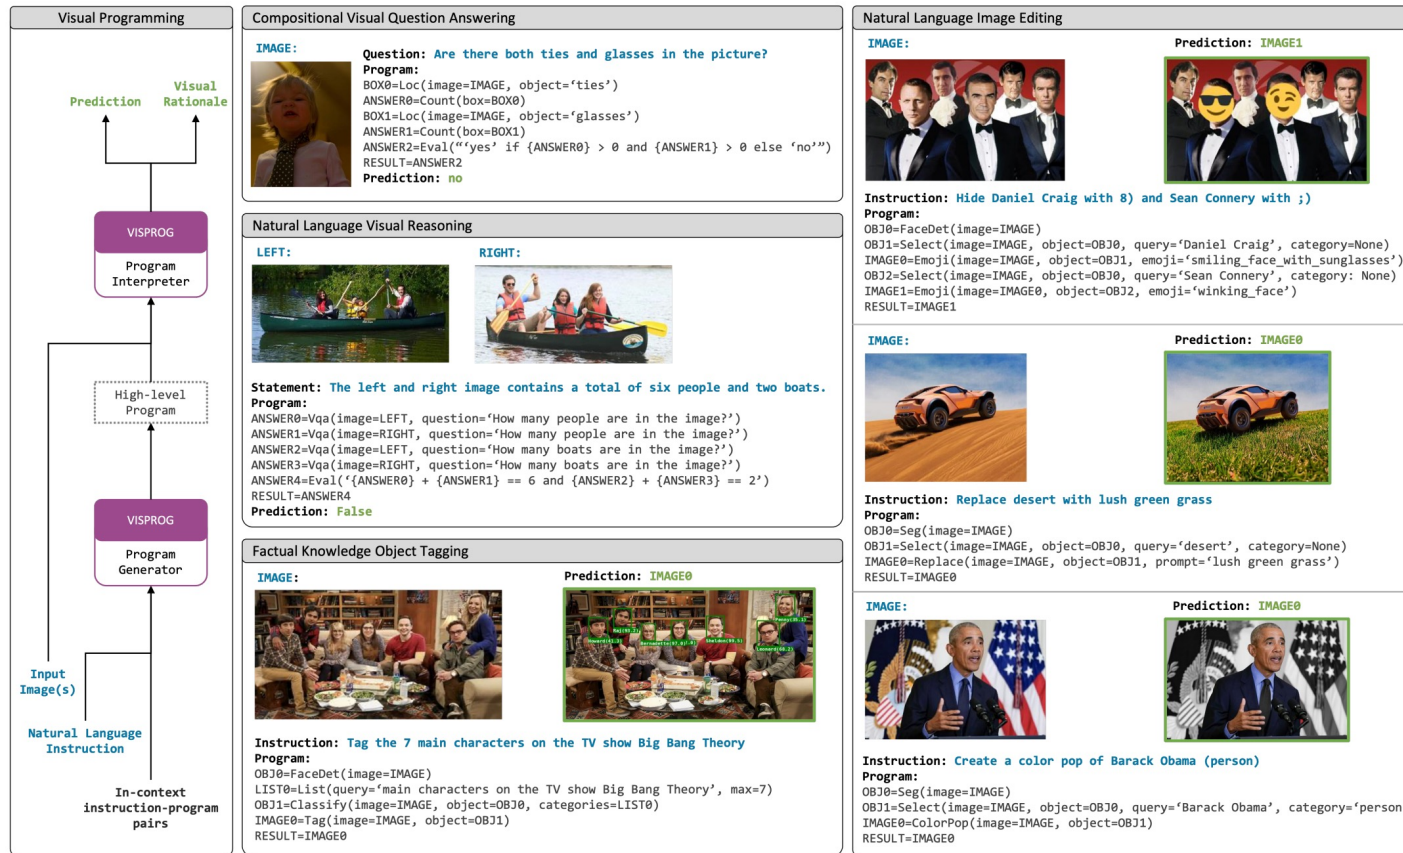 Visual Programming
Prediction
Visual
Rationale
VISPROG
Program
Interpreter
High-level
Program
VISPROG
Program
Generator
Input
Image(s)
Natural Language
Instruction
In-context
instruction-program
pairs
Compositional Visual Question Answering
IMAGE:
Question: Are there both ties and glasses in the picture?
Program:
BOX0=Loc(image=IMAGE, object=‘ties’)
ANSWER0=Count(box=BOX0)
BOX1=Loc(image=IMAGE, object=‘glasses’)
ANSWER1=Count(box=BOX1)
ANSWER2=Eval(“‘yes’ if {ANSWER0} > 0 and {ANSWER1} > 0 else ‘no’”)
RESULT=ANSWER2
Prediction: no
Natural Language Visual Reasoning
LEFT:
RIGHT:
Statement: The left and right image contains a total of six people and two boats.
Program:
ANSWER0=Vqa(image=LEFT, question=‘How many people are in the image?’)
ANSWER1=Vqa(image=RIGHT, question=‘How many people are in the image?’)
ANSWER2=Vqa(image=LEFT, question=‘How many boats are in the image?’)
ANSWER3=Vqa(image=RIGHT, question=‘How many boats are in the image?’)
ANSWER4=Eval(‘{ANSWER0} + {ANSWER1} == 6 and {ANSWER2} + {ANSWER3} == 2’)
RESULT=ANSWER4
Prediction: False
Factual Knowledge Object Tagging
IMAGE:
Prediction: IMAGE0
Instruction: Tag the 7 main characters on the TV show Big Bang Theory
Program:
OBJ0=FaceDet(image=IMAGE)
LIST0=List(query=‘main characters on the TV show Big Bang Theory’, max=7)
OBJ1=Classify(image=IMAGE, object=OBJ0, categories=LIST0)
IMAGE0=Tag(image=IMAGE, object=OBJ1)
RESULT=IMAGE0
Natural Language Image Editing
IMAGE:
Prediction: IMAGE1
Instruction: Hide Daniel Craig with 8) and Sean Connery with ;)
Program:
OBJ0=FaceDet(image=IMAGE)
OBJ1=Select(image=IMAGE, object=OBJ0, query=‘Daniel Craig’, category=None)
IMAGE0=Emoji(image=IMAGE, object=OBJ1, emoji=‘smiling_face_with_sunglasses’)
OBJ2=Select(image=IMAGE, object=OBJ0, query=‘Sean Connery’, category: None)
IMAGE1=Emoji(image=IMAGE0, object=OBJ2, emoji=‘winking_face’)
RESULT=IMAGE1
IMAGE:
Prediction: IMAGE0
Instruction: Replace desert with lush green grass
Program:
OBJ0=Seg(image=IMAGE)
OBJ1=Select(image=IMAGE, object=OBJ0, query=‘desert’, category=None)
IMAGE0=Replace(image=IMAGE, object=OBJ1, prompt=‘lush green grass’)
RESULT=IMAGE0
IMAGE:
Prediction: IMAGE0
Instruction: Create a color pop of Barack Obama (person)
Program:
OBJ0=Seg(image=IMAGE)
OBJ1=Select(image=IMAGE, object=OBJ0, query=‘Barack Obama’, category=‘person
IMAGE0=ColorPop(image=IMAGE, object=OBJ1)
RESULT=IMAGE0